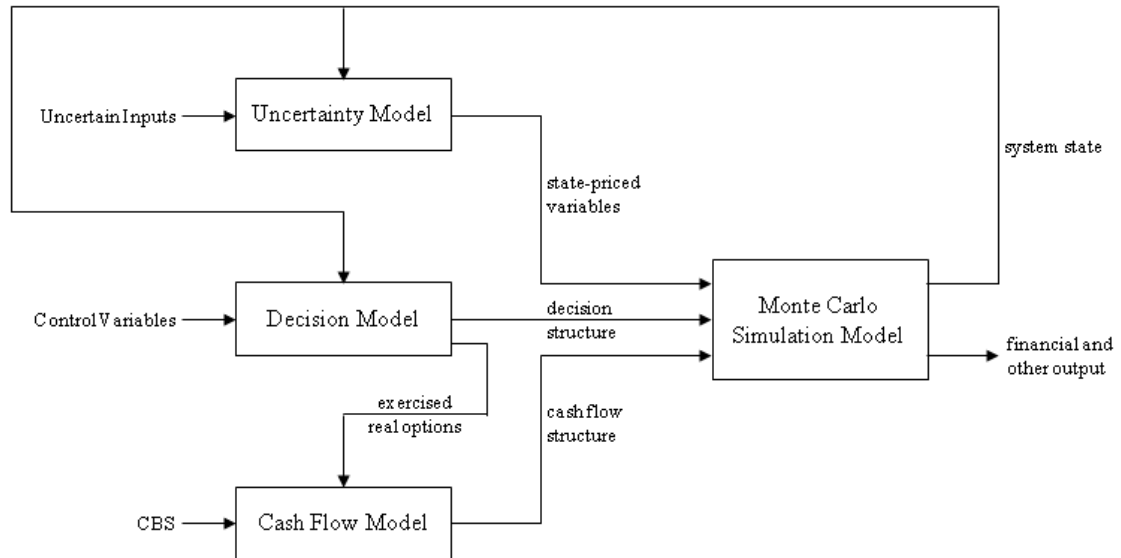 Uncertain Inputs
Uncertainty Model
system state
state-priced
variables
Control Variables
Decision Model
decision
structure
Monte Carlo
Simulation Model
financial and
other output
exercised
real options
cash flow
structure
CBS
Cash Flow Model